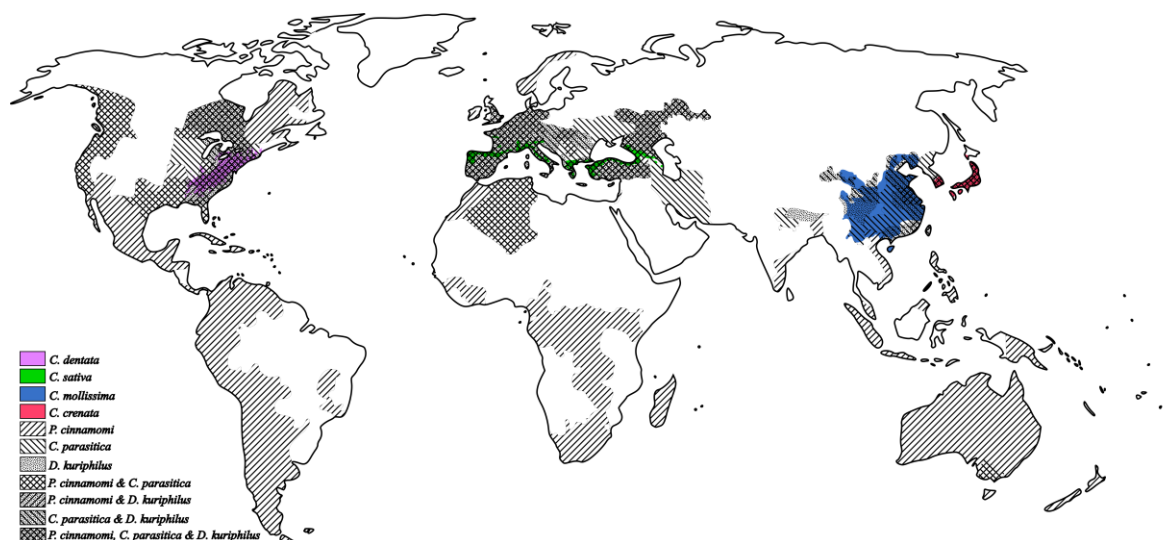 C. dentata
C. sativa
C. mollissima
C. crenata
P. cinnamomi
C. parasitica
D. kuriphilus
P. cinnamomi & C. parasitica
P. cinnamomi & D. kuriphilus
C. parasitica & D. kuriphilus
P. cinnamomi, C. parasitica & D. kuriphilus